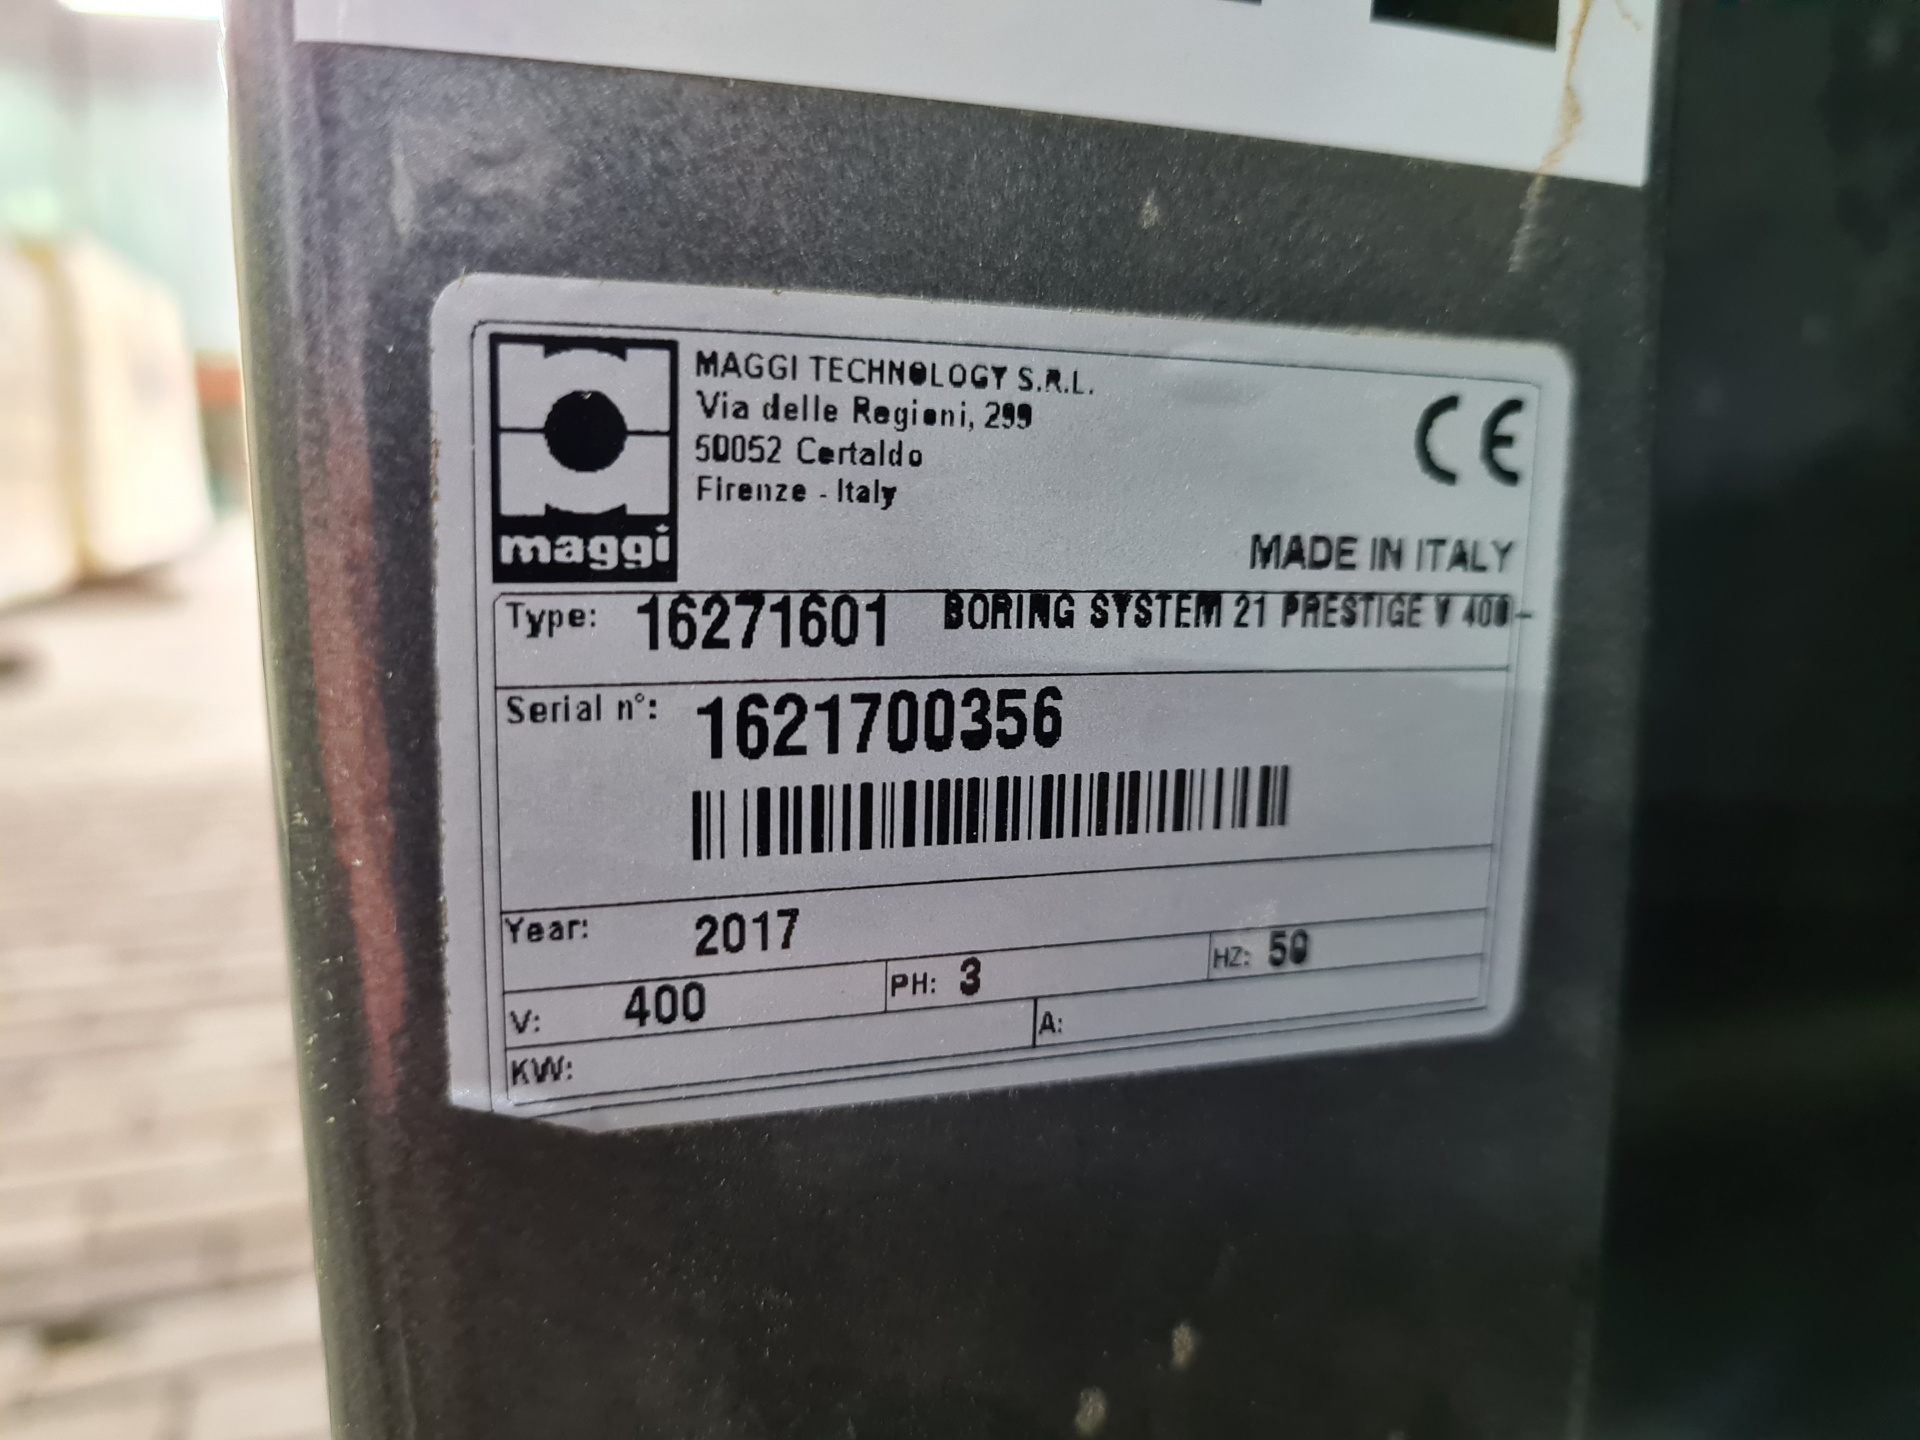 MAGGI TECHNOLOGY S.R.L.
Via delle Regioni, 299
50052 Certaldo
Firenze - Italy
CE
maggi
MADE IN ITALY
Type: 16271601 BORING SYSTEM 21 PRESTIGE V 400-
Serial n°: 1621700356
Year: 2017
V: 400 PH: 3 HZ: 50
KW: A: